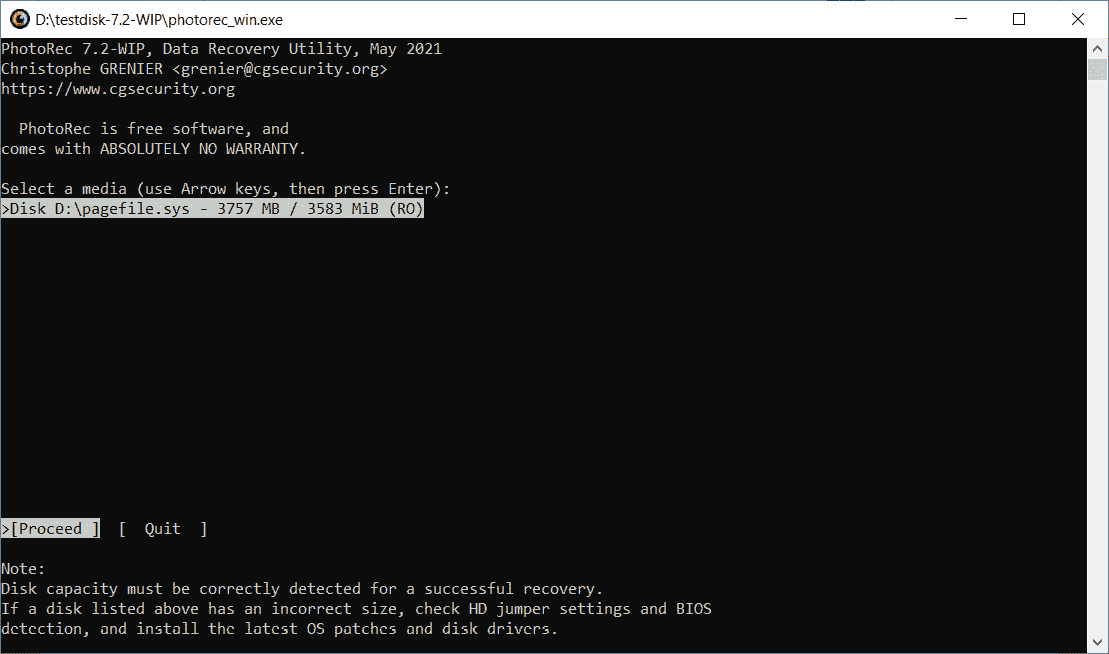 D:\testdisk-7.2-WIP\photorec_win.exe
PhotoRec 7.2-WIP, Data Recovery Utility, May 2021
Christophe GRENIER <grenier@cgsecurity.org>
https://www.cgsecurity.org
PhotoRec is free software, and
comes with ABSOLUTELY NO WARRANTY.
Select a media (use Arrow keys, then press Enter):
>Disk D:\pagefile.sys - 3757 MB / 3583 MiB (RO)
>[Proceed ]  [  Quit  ]
Note:
Disk capacity must be correctly detected for a successful recovery.
If a disk listed above has an incorrect size, check HD jumper settings and BIOS
detection, and install the latest OS patches and disk drivers.